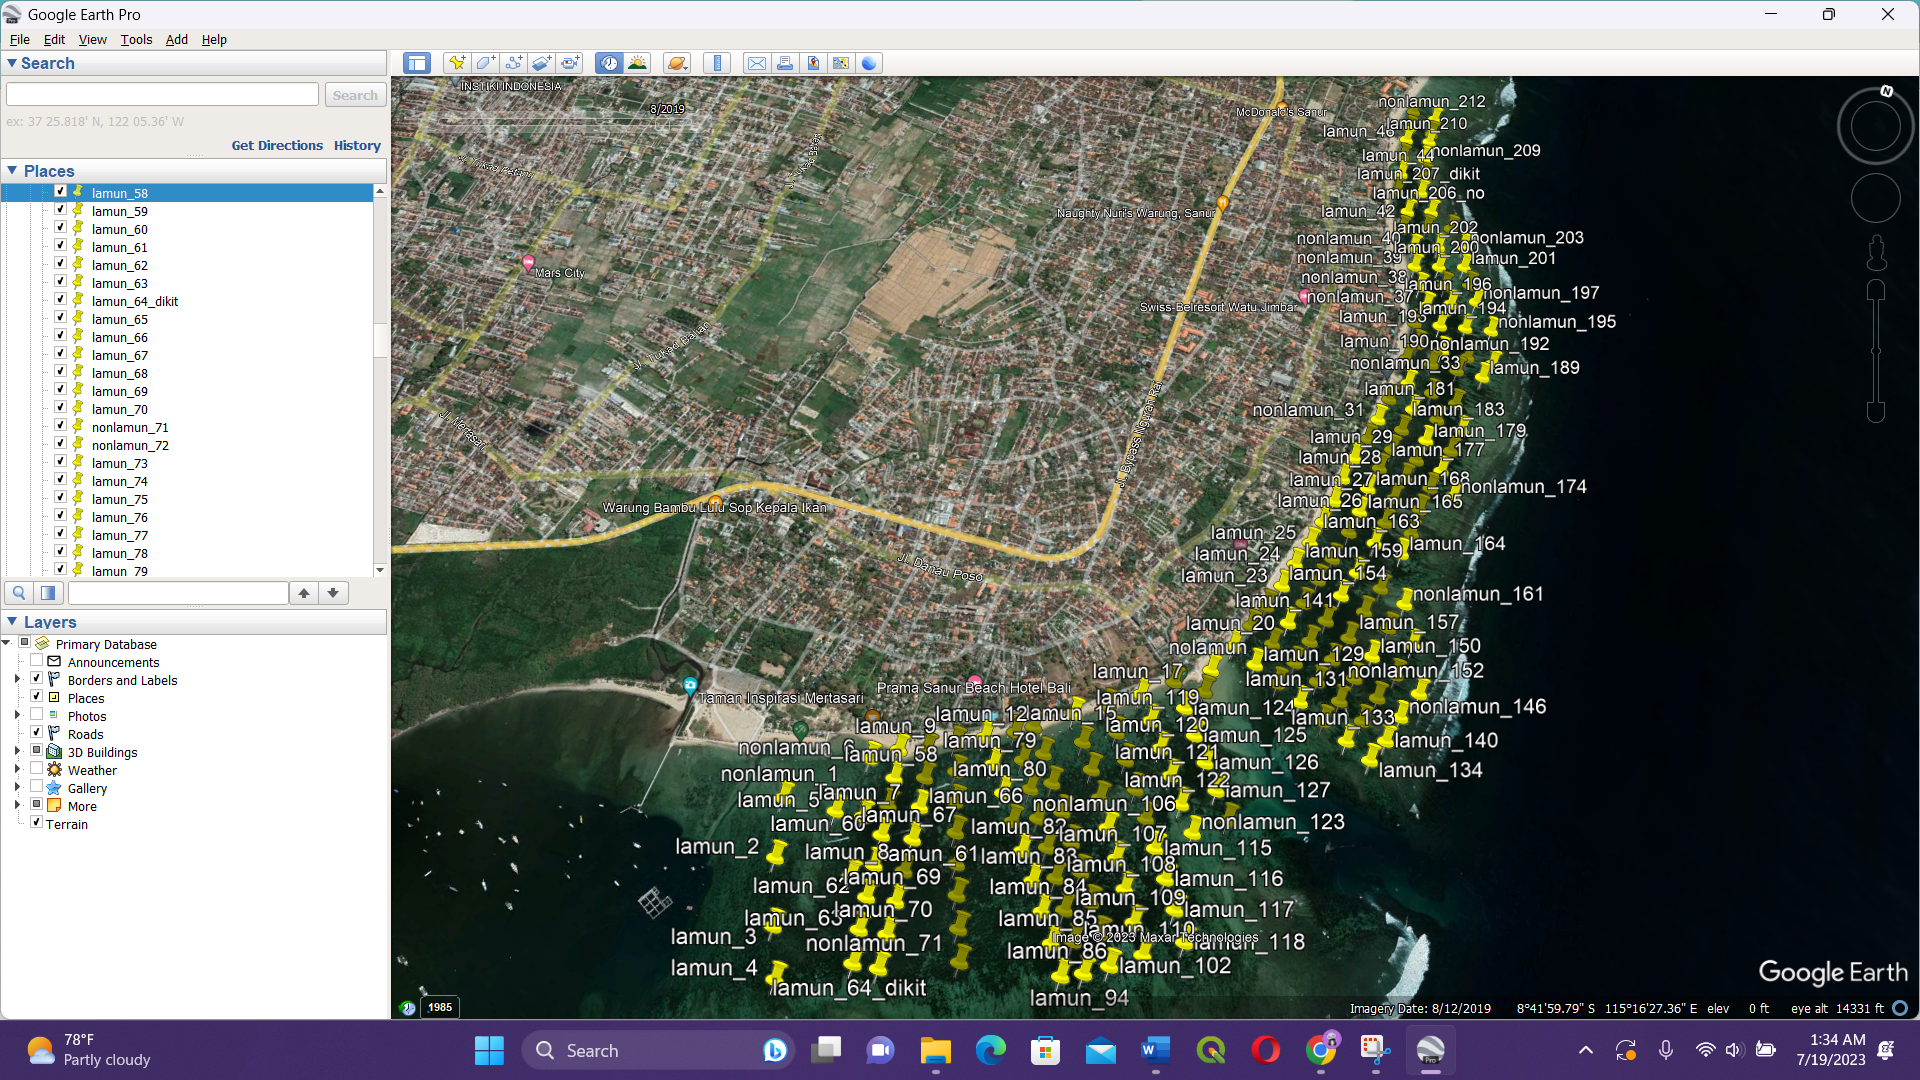 Google Earth Pro
File Edit View Tools Add Help
Search
Search
ex: 37 25.818' N, 122 05.36' W
Get Directions History
Places
lamun_58
lamun_59
lamun_60
lamun_61
lamun_62
lamun_63
lamun_64_dikit
lamun_65
lamun_66
lamun_67
lamun_68
lamun_69
lamun_70
nonlamun_71
nonlamun_72
lamun_73
lamun_74
lamun_75
lamun_76
lamun_77
lamun_78
lamun_79
Layers
Primary Database
Announcements
Borders and Labels
Places
Photos
Roads
3D Buildings
Weather
Gallery
More
Terrain
INSTIKI INDONESIA
8/2019
McDonald's Sanur
nonlamun_212
lamun_46
lamun_210
lamun_44
nonlamun_209
lamun_207_dikit
lamun_206_no
Naughty Nuri's Warung, Sanur
lamun_42
lamun_202
nonlamun_40
nonlamun_203
lamun_200
nonlamun_39
lamun_201
Mars City
nonlamun_38
lamun_196
nonlamun_37
nonlamun_197
Swiss-Belresort Watu Jimbar
lamun_194
lamun_193
nonlamun_195
Jl. Tukad Balian
lamun_190
nonlamun_192
nonlamun_33
lamun_189
lamun_181
nonlamun_31
lamun_183
Jl. Bypass Ngurah Rai
lamun_29
lamun_179
lamun_28
lamun_177
lamun_27
lamun_168
nonlamun_174
lamun_26
lamun_165
Warung Bambu Lulu Sop Kepala Ikan
lamun_163
lamun_25
lamun_24
lamun_159
lamun_164
Jl. Danau Poso
lamun_23
lamun_154
lamun_141
nonlamun_161
lamun_20
lamun_157
nolamun
lamun_129
lamun_150
lamun_17
lamun_131
nonlamun_152
Taman Inspirasi Mertasari
Prama Sanur Beach Hotel Bali
lamun_119
lamun_124
nonlamun_146
lamun_9
lamun_12
lamun_15
lamun_120
lamun_133
lamun_125
lamun_140
nonlamun_6
lamun_58
lamun_79
lamun_121
lamun_126
lamun_134
nonlamun_1
lamun_80
lamun_122
lamun_127
lamun_5
lamun_7
lamun_66
nonlamun_106
lamun_60
lamun_67
lamun_82
lamun_107
nonlamun_123
lamun_2
lamun_8
lamun_61
lamun_83
lamun_108
lamun_115
lamun_62
lamun_69
lamun_84
lamun_109
lamun_116
lamun_63
lamun_70
lamun_85
lamun_110
lamun_117
lamun_3
nonlamun_71
lamun_86
Image © 2023 Maxar Technologies
lamun_118
lamun_4
lamun_102
lamun_64_dikit
lamun_94
Google Earth
1985
Imagery Date: 8/12/2019 8°41'59.79" S 115°16'27.36" E elev 0 ft eye alt 14331 ft
78°F
Partly cloudy
Search
1:34 AM
7/19/2023